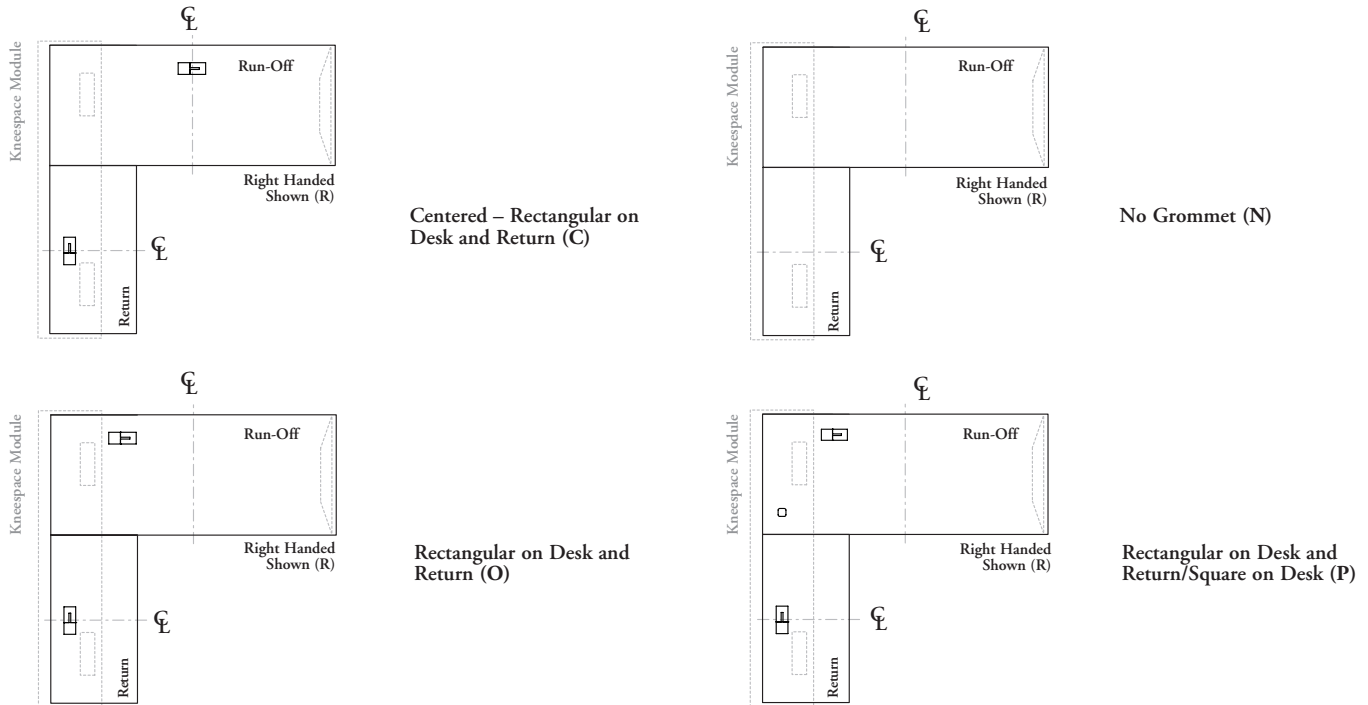 ℄
Kneespace Module
Run-Off
Right Handed
Shown (R)
℄
Return
Centered – Rectangular on
Desk and Return (C)
℄
Kneespace Module
Run-Off
Right Handed
Shown (R)
℄
Return
No Grommet (N)
℄
Kneespace Module
Run-Off
Right Handed
Shown (R)
℄
Return
Rectangular on Desk and
Return (O)
℄
Kneespace Module
Run-Off
Right Handed
Shown (R)
℄
Return
Rectangular on Desk and
Return/Square on Desk (P)